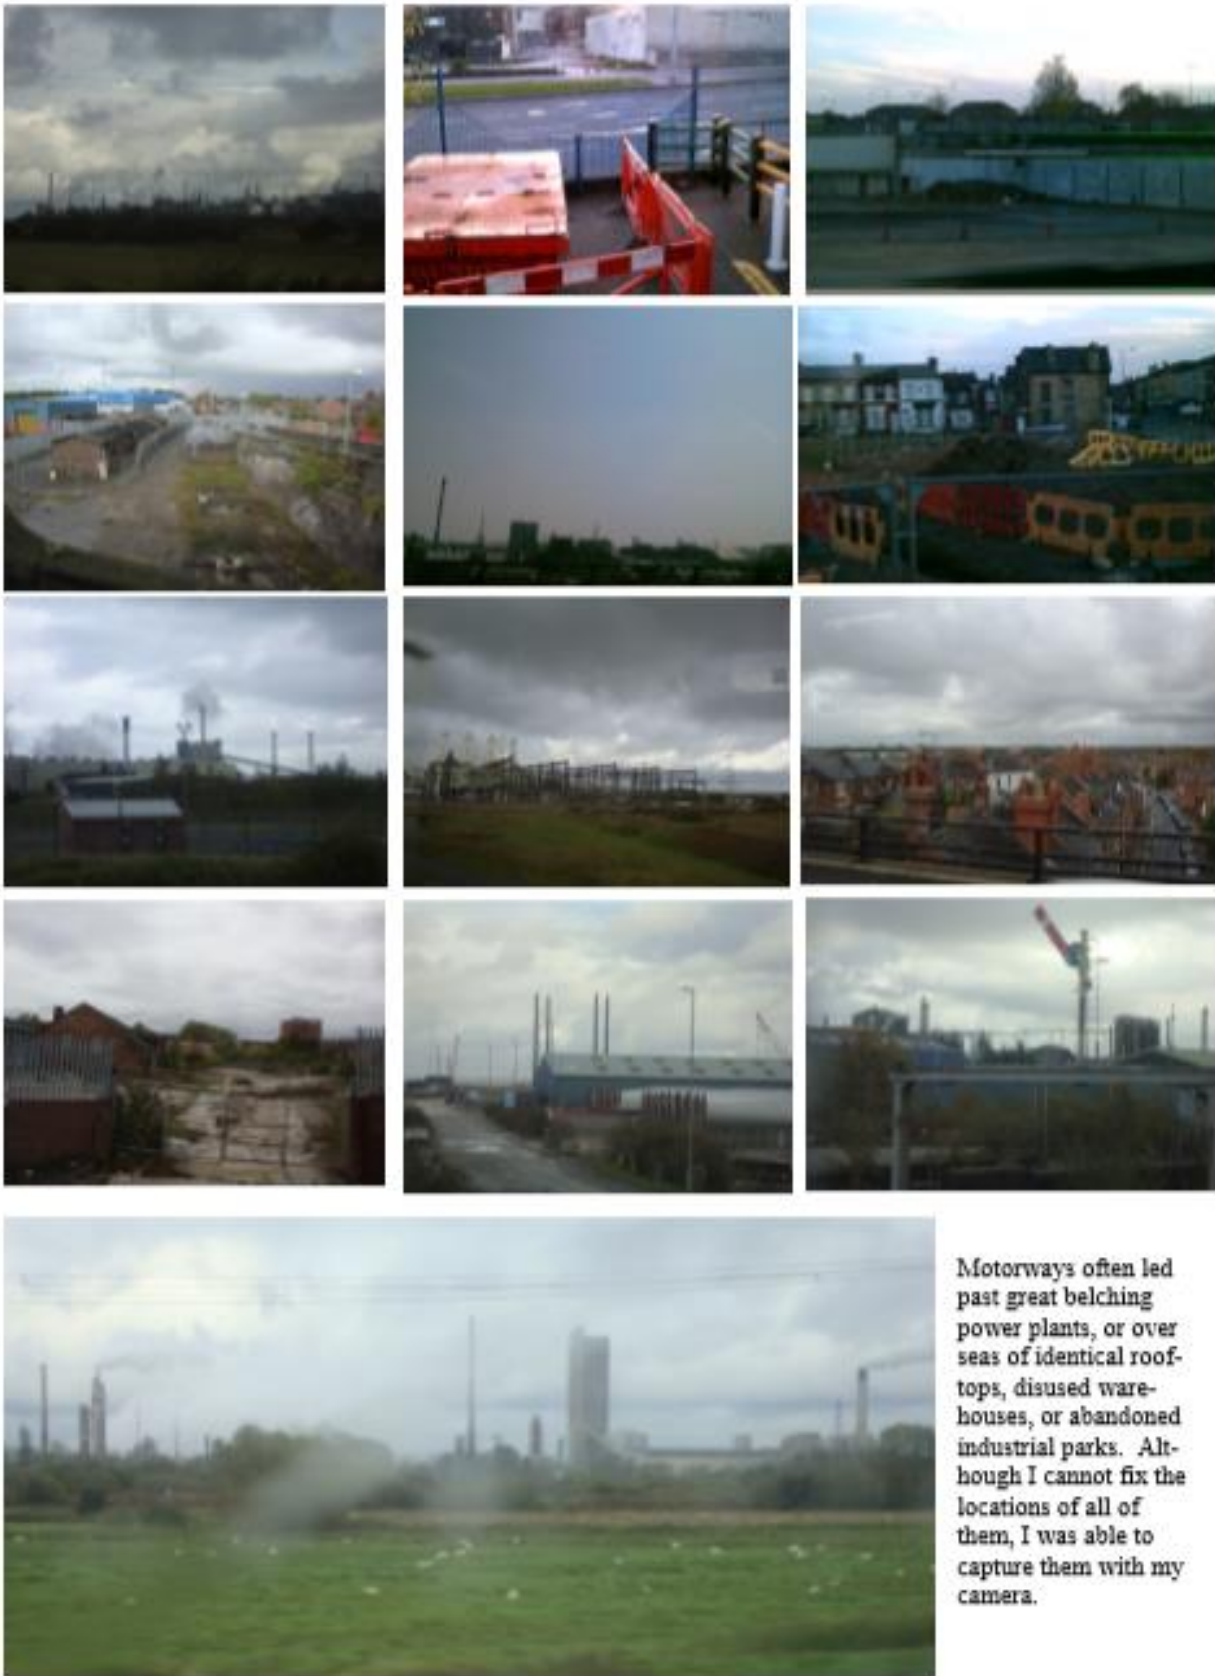 Motorways often led
past great belching
power plants, or over
seas of identical roof-
tops, disused ware-
houses, or abandoned
industrial parks.  Alt-
hough I cannot fix the
locations of all of
them, I was able to
capture them with my
camera.